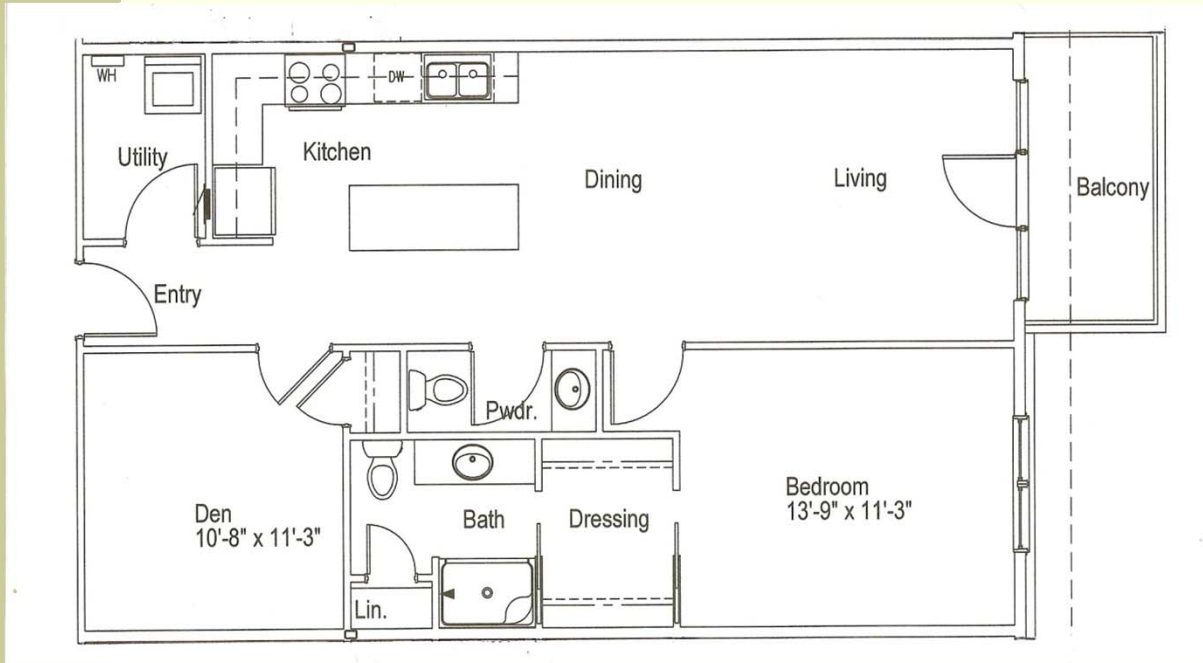 WH
DW
Utility
Kitchen
Dining
Living
Balcony
Entry
Pwdr.
Den
10'-8" x 11'-3"
Bath
Dressing
Bedroom
13'-9" x 11'-3"
Lin.